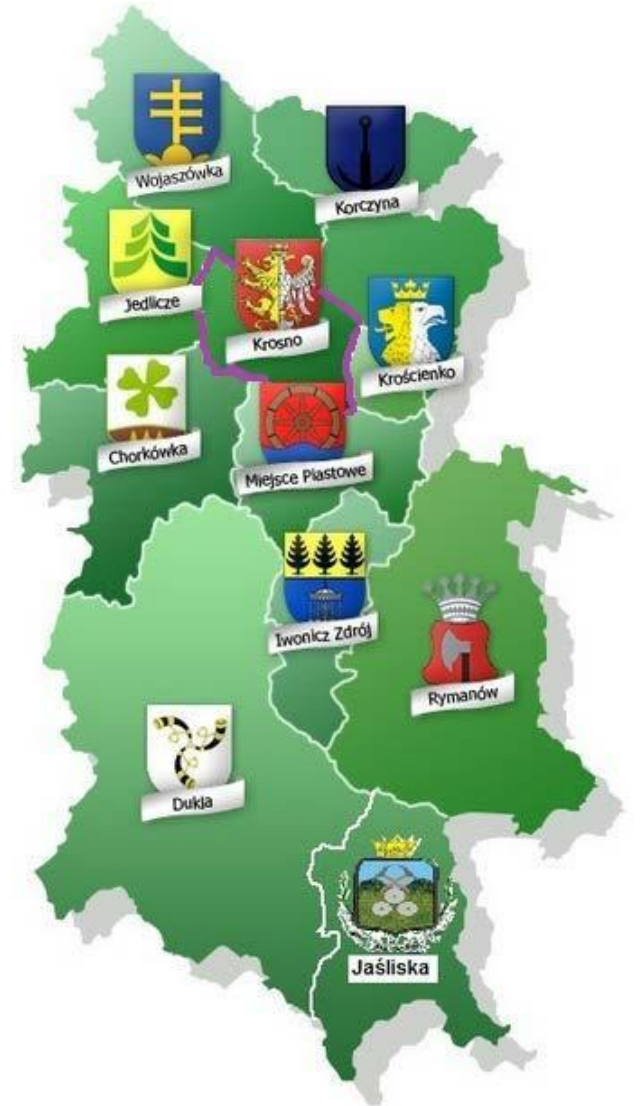 Wojaszówka
Korczyna
Jedlicze
Krosno
Krościenko
Chorkówka
Miejsce Piastowe
Iwonicz Zdrój
Rymanów
Dukla
Jaśliska